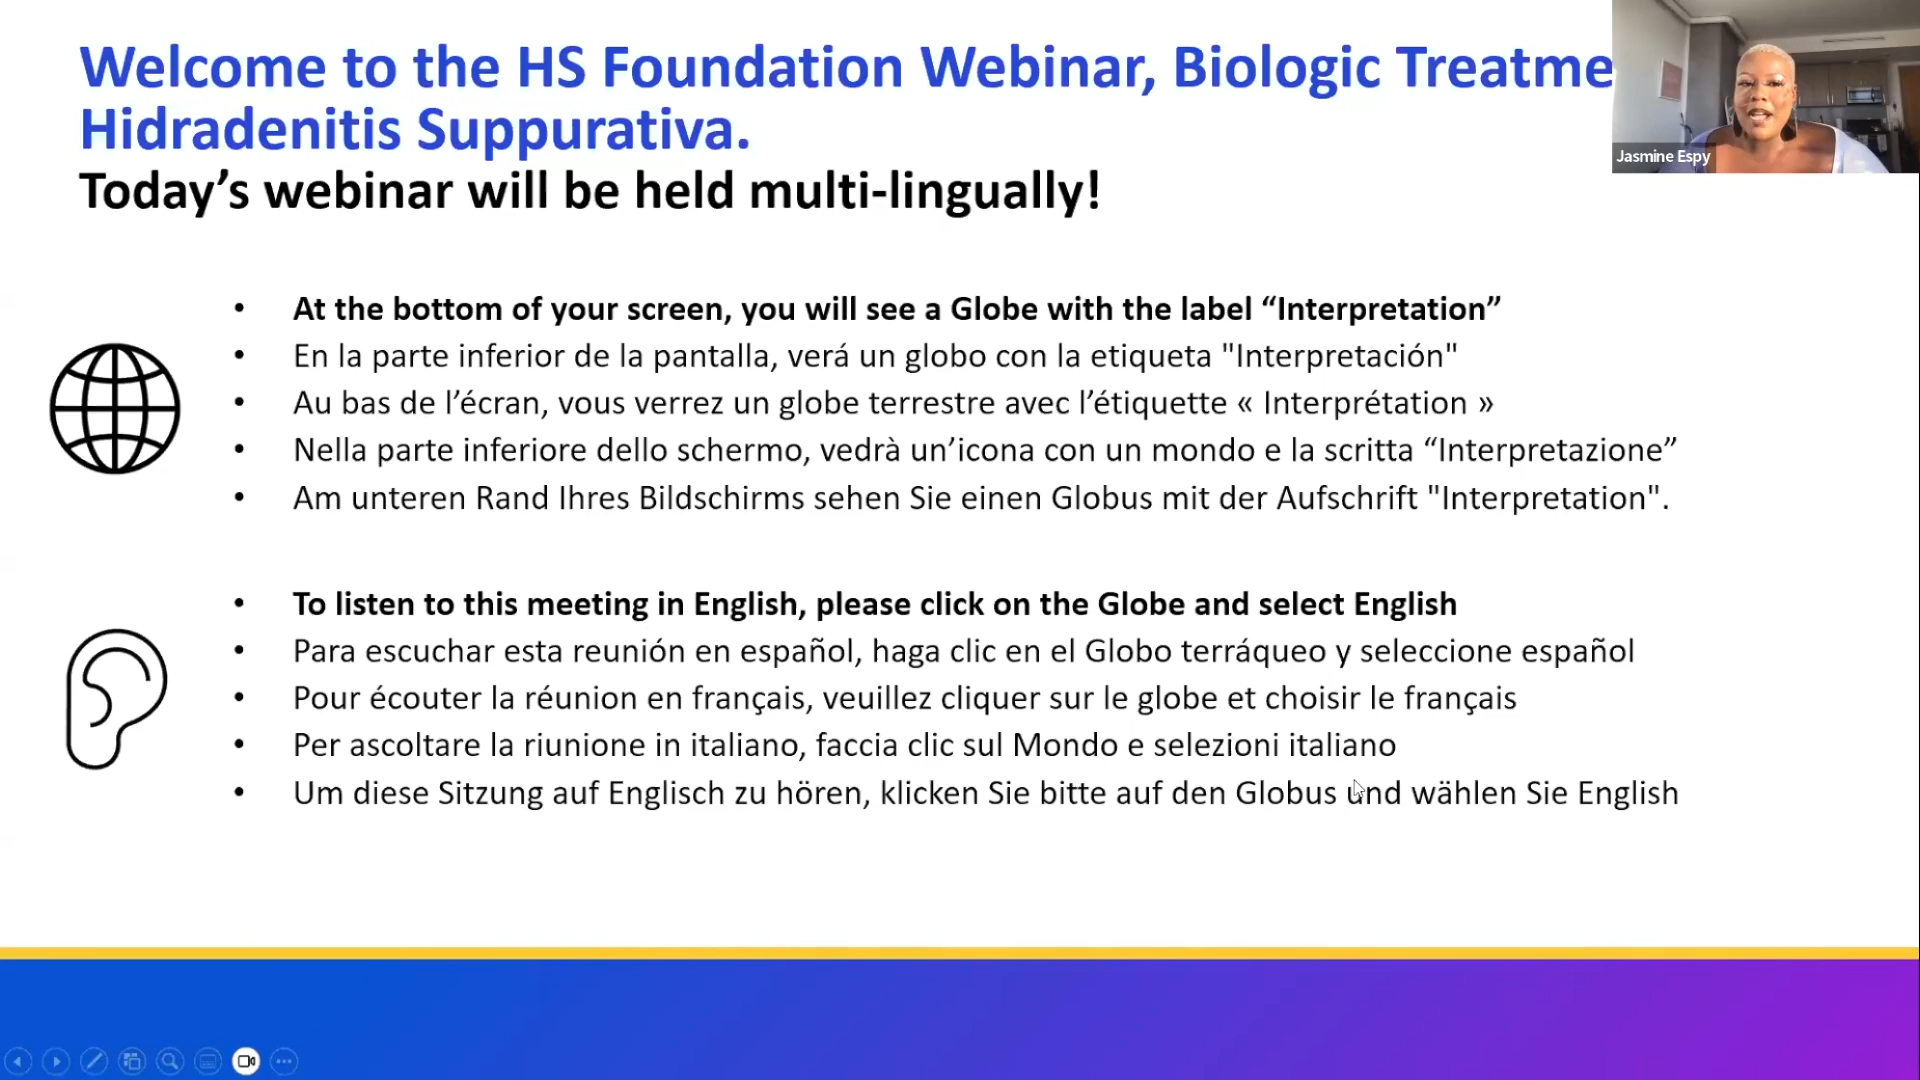 Welcome to the HS Foundation Webinar, Biologic Treatme
Hidradenitis Suppurativa.
Today’s webinar will be held multi-lingually!
Jasmine Espy
• At the bottom of your screen, you will see a Globe with the label “Interpretation”
• En la parte inferior de la pantalla, verá un globo con la etiqueta "Interpretación"
• Au bas de l’écran, vous verrez un globe terrestre avec l’étiquette « Interprétation »
• Nella parte inferiore dello schermo, vedrà un’icona con un mondo e la scritta “Interpretazione”
• Am unteren Rand Ihres Bildschirms sehen Sie einen Globus mit der Aufschrift "Interpretation".
• To listen to this meeting in English, please click on the Globe and select English
• Para escuchar esta reunión en español, haga clic en el Globo terráqueo y seleccione español
• Pour écouter la réunion en français, veuillez cliquer sur le globe et choisir le français
• Per ascoltare la riunione in italiano, faccia clic sul Mondo e selezioni italiano
• Um diese Sitzung auf Englisch zu hören, klicken Sie bitte auf den Globus und wählen Sie English